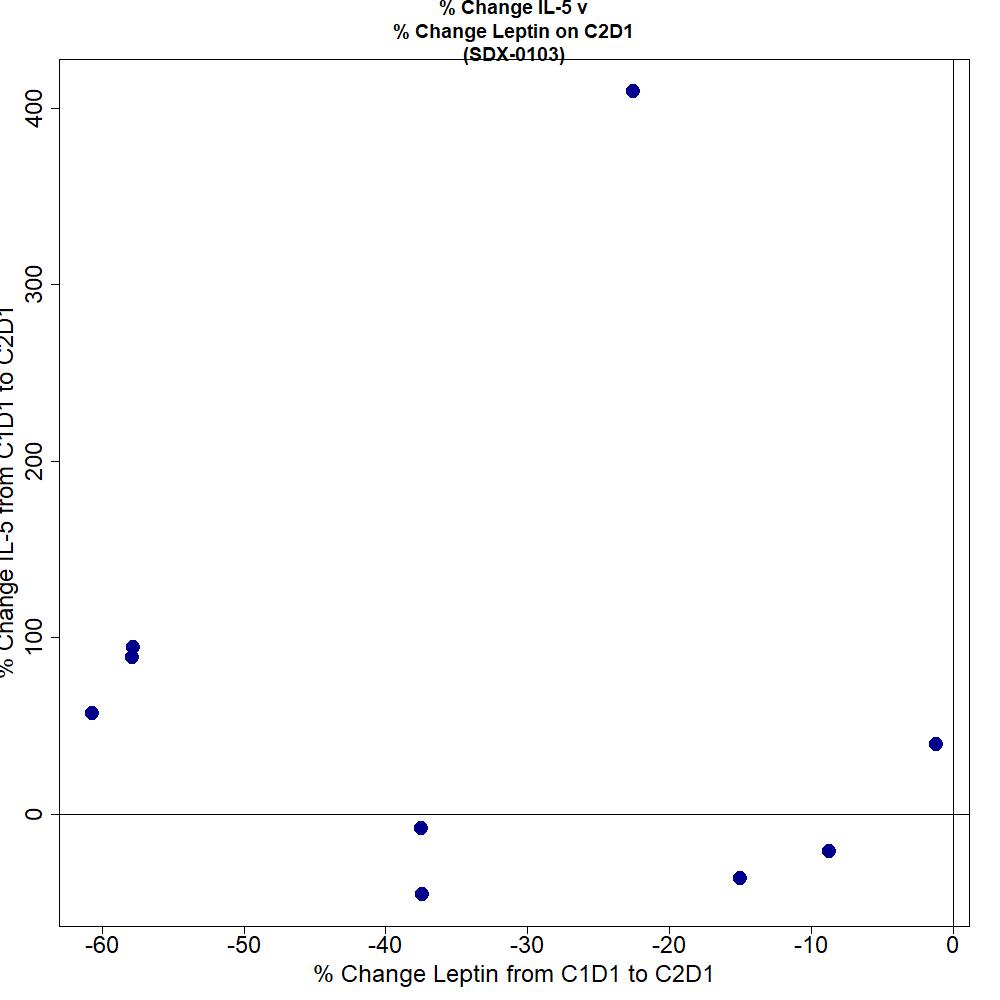 % Change IL-5 v
% Change Leptin on C2D1
(SDX-0103)
% Change IL-5 from C1D1 to C2D1
400
300
200
100
0
-60
-50
-40
-30
-20
-10
0
% Change Leptin from C1D1 to C2D1